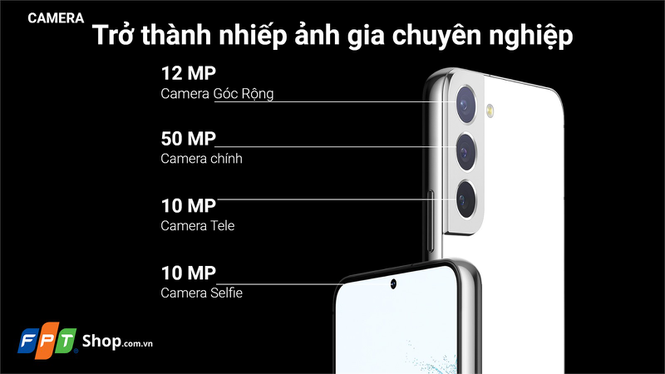 CAMERA
Trở thành nhiếp ảnh gia chuyên nghiệp
12 MP
Camera Góc Rộng
50 MP
Camera chính
10 MP
Camera Tele
10 MP
Camera Selfie
FPT Shop.com.vn